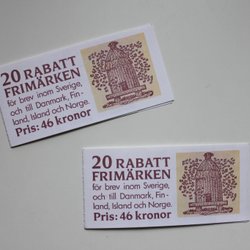 20 RABATT
FRIMÄRKEN
för brev inom Sverige,
och till Danmark, Fin-
land, Island och Norge.
Pris: 46 kronor
20 RABATT
FRIMÄRKEN
för brev inom Sverige,
och till Danmark, Fin-
land, Island och Norge.
Pris: 46 kronor